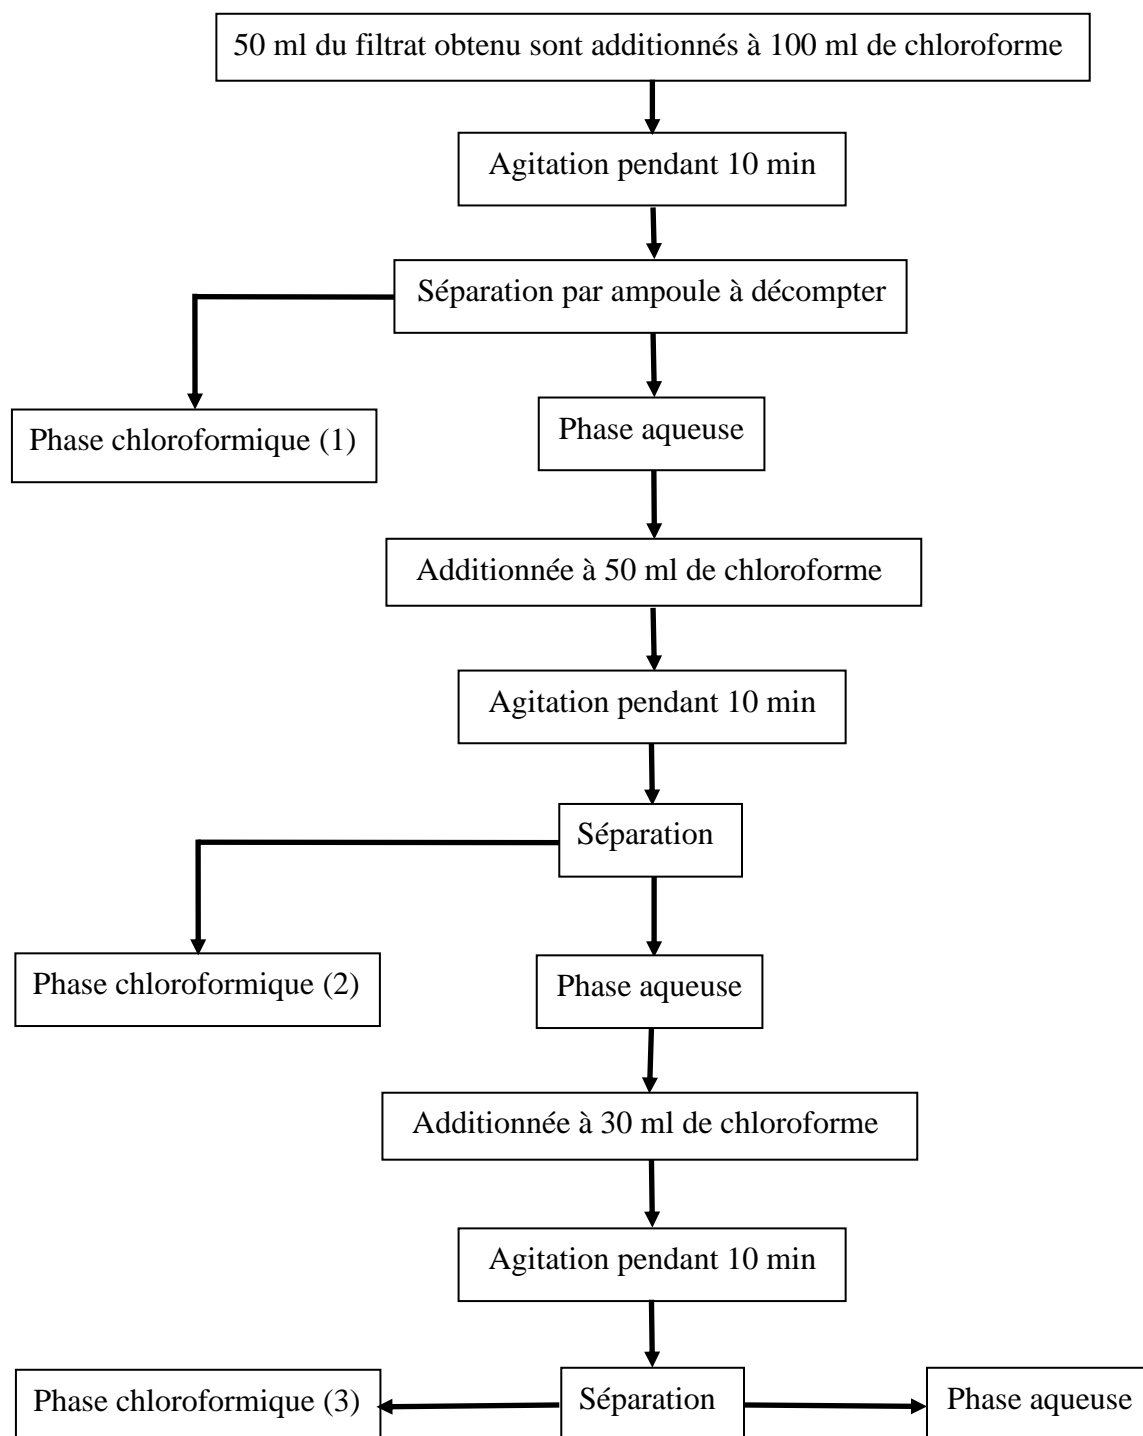 50 ml du filtrat obtenu sont additionnés à 100 ml de chloroforme
Agitation pendant 10 min
Séparation par ampoule à décompter
Phase chloroformique (1)
Phase aqueuse
Additionnée à 50 ml de chloroforme
Agitation pendant 10 min
Séparation
Phase chloroformique (2)
Phase aqueuse
Additionnée à 30 ml de chloroforme
Agitation pendant 10 min
Phase chloroformique (3)
Séparation
Phase aqueuse